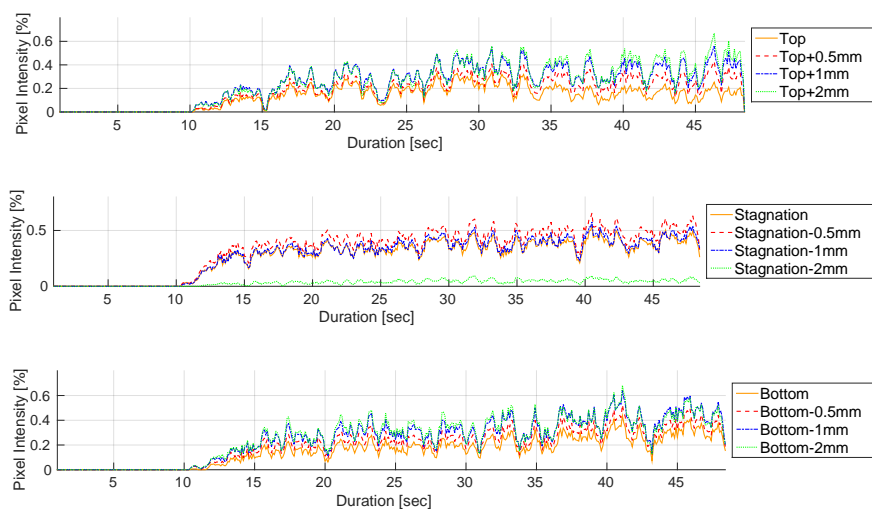 Pixel Intensity [%]
0.6
0.4
0.2
0
5
10
15
20
25
30
35
40
45
Duration [sec]
Top
Top+0.5mm
Top+1mm
Top+2mm
Pixel Intensity [%]
0.5
0
5
10
15
20
25
30
35
40
45
Duration [sec]
Stagnation
Stagnation-0.5mm
Stagnation-1mm
Stagnation-2mm
Pixel Intensity [%]
0.6
0.4
0.2
0
5
10
15
20
25
30
35
40
45
Duration [sec]
Bottom
Bottom-0.5mm
Bottom-1mm
Bottom-2mm